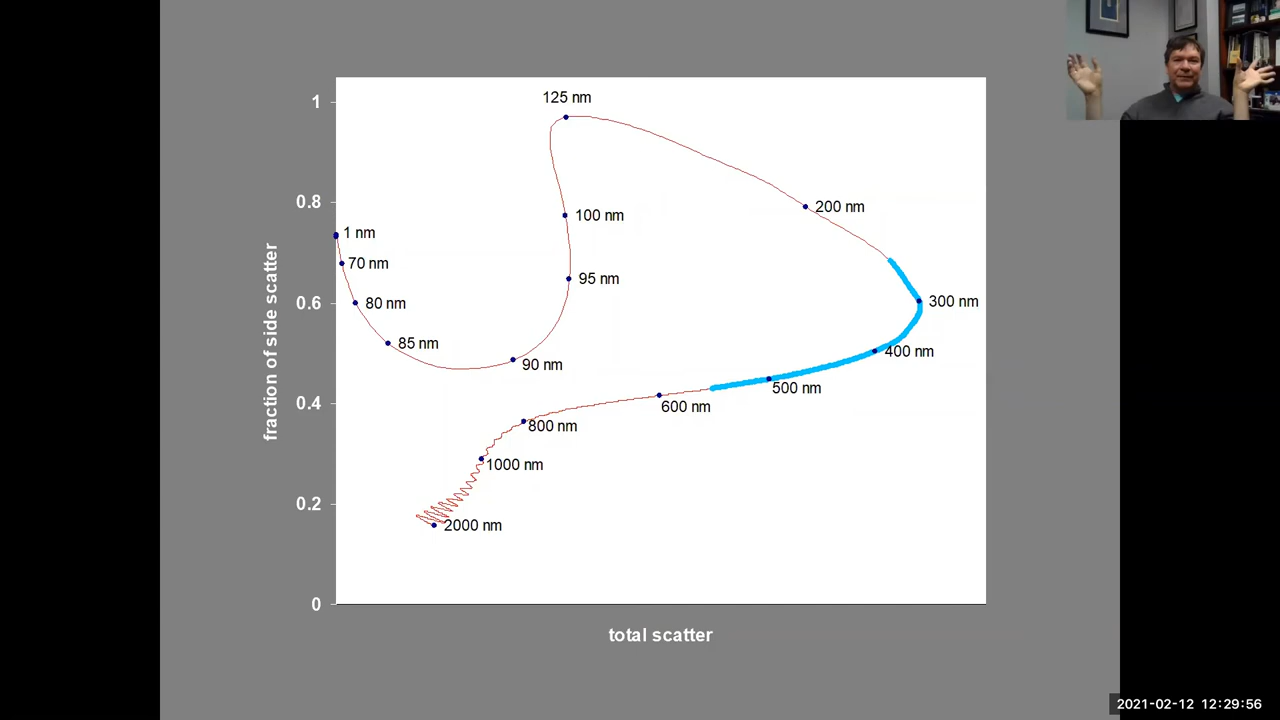 125 nm
1
0.8
200 nm
100 nm
1 nm
70 nm
95 nm
80 nm
300 nm
0.6
85 nm
400 nm
90 nm
500 nm
600 nm
0.4
800 nm
1000 nm
0.2
2000 nm
0
fraction of side scatter
total scatter
2021-02-12 12:29:56